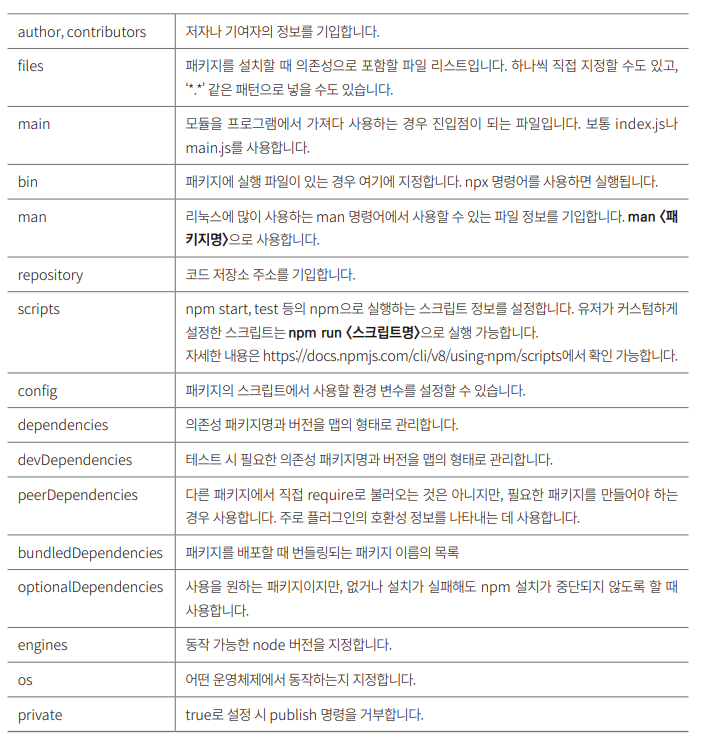 author, contributors
저자나 기여자의 정보를 기입합니다.
files
패키지를 설치할 때 의존성으로 포함할 파일 리스트입니다. 하나씩 직접 지정할 수도 있고,
‘*.*’ 같은 패턴으로 넣을 수도 있습니다.
main
모듈을 프로그램에서 가져다 사용하는 경우 진입점이 되는 파일입니다. 보통 index.js나
main.js를 사용합니다.
bin
패키지에 실행 파일이 있는 경우 여기에 지정합니다. npx 명령어를 사용하면 실행됩니다.
man
리눅스에 많이 사용하는 man 명령어에서 사용할 수 있는 파일 정보를 기입합니다. man 〈패
키지명〉으로 사용합니다.
repository
코드 저장소 주소를 기입합니다.
scripts
npm start, test 등의 npm으로 실행하는 스크립트 정보를 설정합니다. 유저가 커스텀하게
설정한 스크립트는 npm run 〈스크립트명〉으로 실행 가능합니다.
자세한 내용은 https://docs.npmjs.com/cli/v8/using-npm/scripts에서 확인 가능합니다.
config
패키지의 스크립트에서 사용할 환경 변수를 설정할 수 있습니다.
dependencies
의존성 패키지명과 버전을 맵의 형태로 관리합니다.
devDependencies
테스트 시 필요한 의존성 패키지명과 버전을 맵의 형태로 관리합니다.
peerDependencies
다른 패키지에서 직접 require로 불러오는 것은 아니지만, 필요한 패키지를 만들어야 하는
경우 사용합니다. 주로 플러그인의 호환성 정보를 나타내는 데 사용합니다.
bundledDependencies
패키지를 배포할 때 번들링되는 패키지 이름의 목록
optionalDependencies
사용을 원하는 패키지이지만, 없거나 설치가 실패해도 npm 설치가 중단되지 않도록 할 때
사용합니다.
engines
동작 가능한 node 버전을 지정합니다.
os
어떤 운영체제에서 동작하는지 지정합니다.
private
true로 설정 시 publish 명령을 거부합니다.